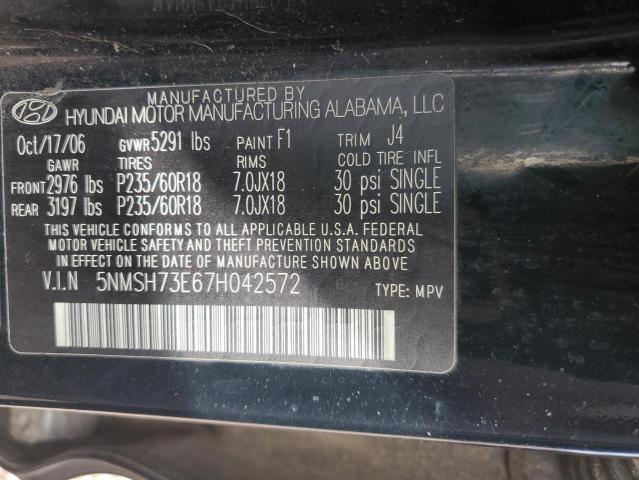 MANUFACTURED BY
HYUNDAI MOTOR MANUFACTURING ALABAMA, LLC
Oct/17/06 GVWR 5291 lbs PAINT F1 TRIM J4
GAWR TIRES RIMS COLD TIRE INFL
FRONT 2976 lbs P235/60R18 7.0JX18 30 psi SINGLE
REAR 3197 lbs P235/60R18 7.0JX18 30 psi SINGLE
THIS VEHICLE CONFORMS TO ALL APPLICABLE U.S.A. FEDERAL
MOTOR VEHICLE SAFETY AND THEFT PREVENTION STANDARDS
IN EFFECT ON THE DATE OF MANUFACTURE SHOWN ABOVE.
V.I.N 5NMSH73E67H042572 TYPE: MPV